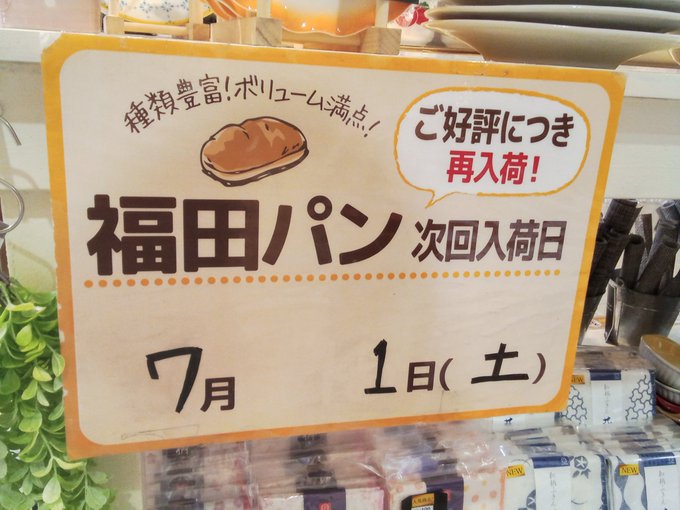 種類豊富！ボリューム満点！
ご好評につき
再入荷！
福田パン 次回入荷日
7月 1日(土)
NEW
NEW
NEW